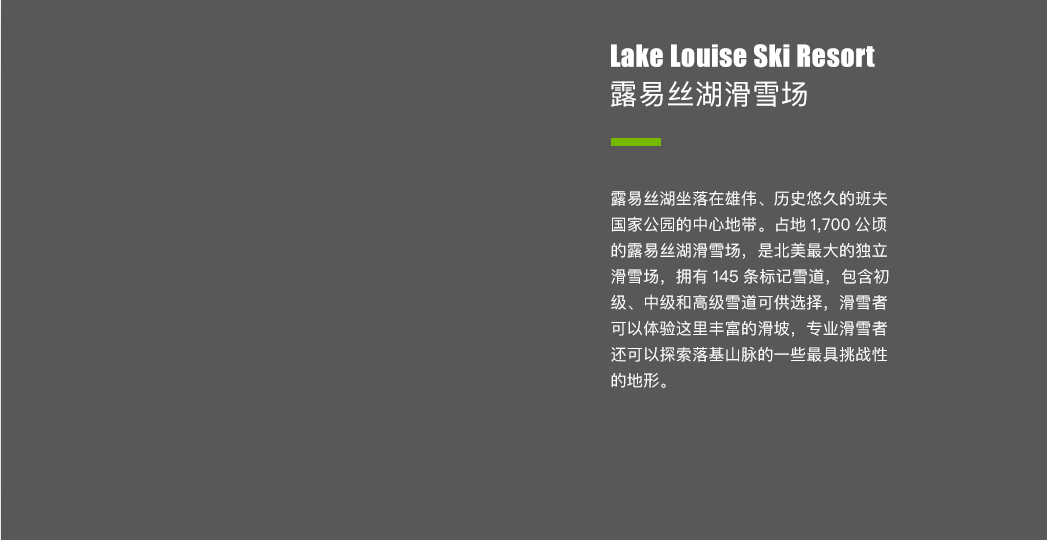 Lake Louise Ski Resort
露易丝湖滑雪场
露易丝湖坐落在雄伟、历史悠久的班夫
国家公园的中心地带。占地 1,700 公顷
的露易丝湖滑雪场，是北美最大的独立
滑雪场，拥有 145 条标记雪道，包含初
级、中级和高级雪道可供选择，滑雪者
可以体验这里丰富的滑坡，专业滑雪者
还可以探索落基山脉的一些最具挑战性
的地形。